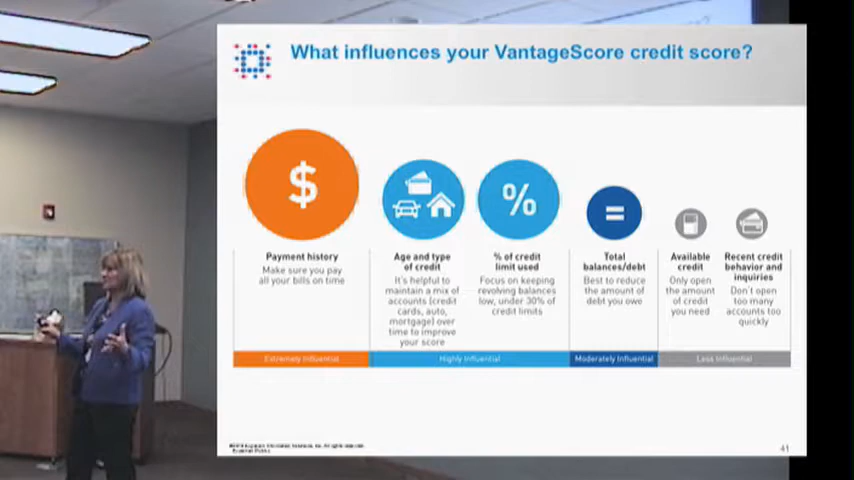 What influences your VantageScore credit score?
$
%
=
Payment history
Make sure you pay
all your bills on time
Age and type
of credit
It's helpful to
maintain a mix of
accounts (credit
cards, auto,
mortgage) over
time to improve
your score
% of credit
limit used
Focus on keeping
revolving balances
low, under 30% of
credit limits
Total
balances/debt
Best to reduce
the amount of
debt you owe
Available
credit
Only open
the amount
of credit
you need
Recent credit
behavior and
inquiries
Don't open
too many
accounts too
quickly
Extremely Influential
Highly Influential
Moderately Influential
Less Influential
Experian Public
41